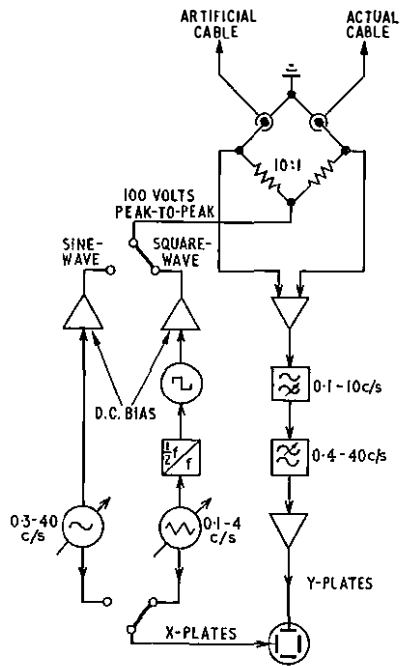 ARTIFICIAL
CABLE
ACTUAL
CABLE
10:1
100 VOLTS
PEAK-TO-PEAK
SINE-
WAVE
SQUARE-
WAVE
D.C. BIAS
0·1-10c/s
½f
f
0·4-40c/s
0·3-40
c/s
0·1-4
c/s
Y-PLATES
X-PLATES